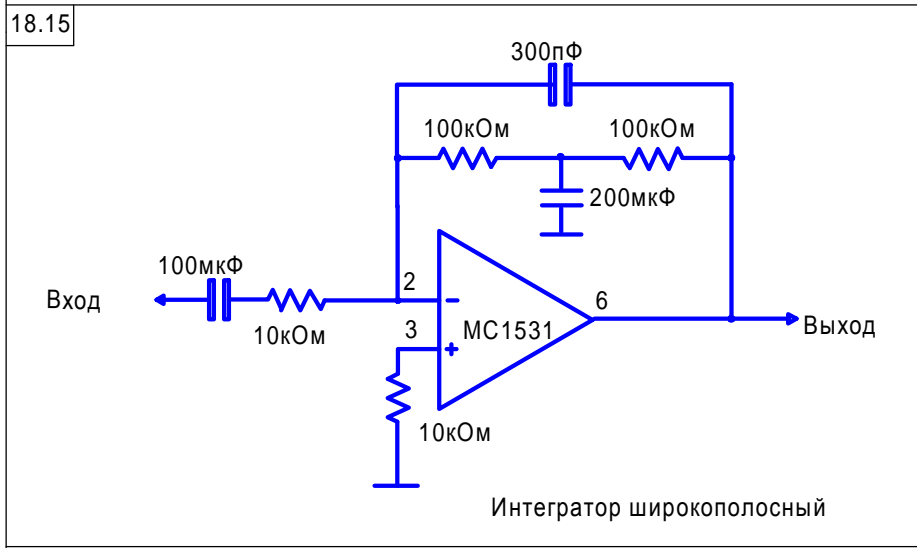 18.15
300пФ
100кОм 100кОм
200мкФ
100мкФ
Вход
10кОм
2
-
3
+
MC1531
6
Выход
10кОм
Интегратор широкополосный